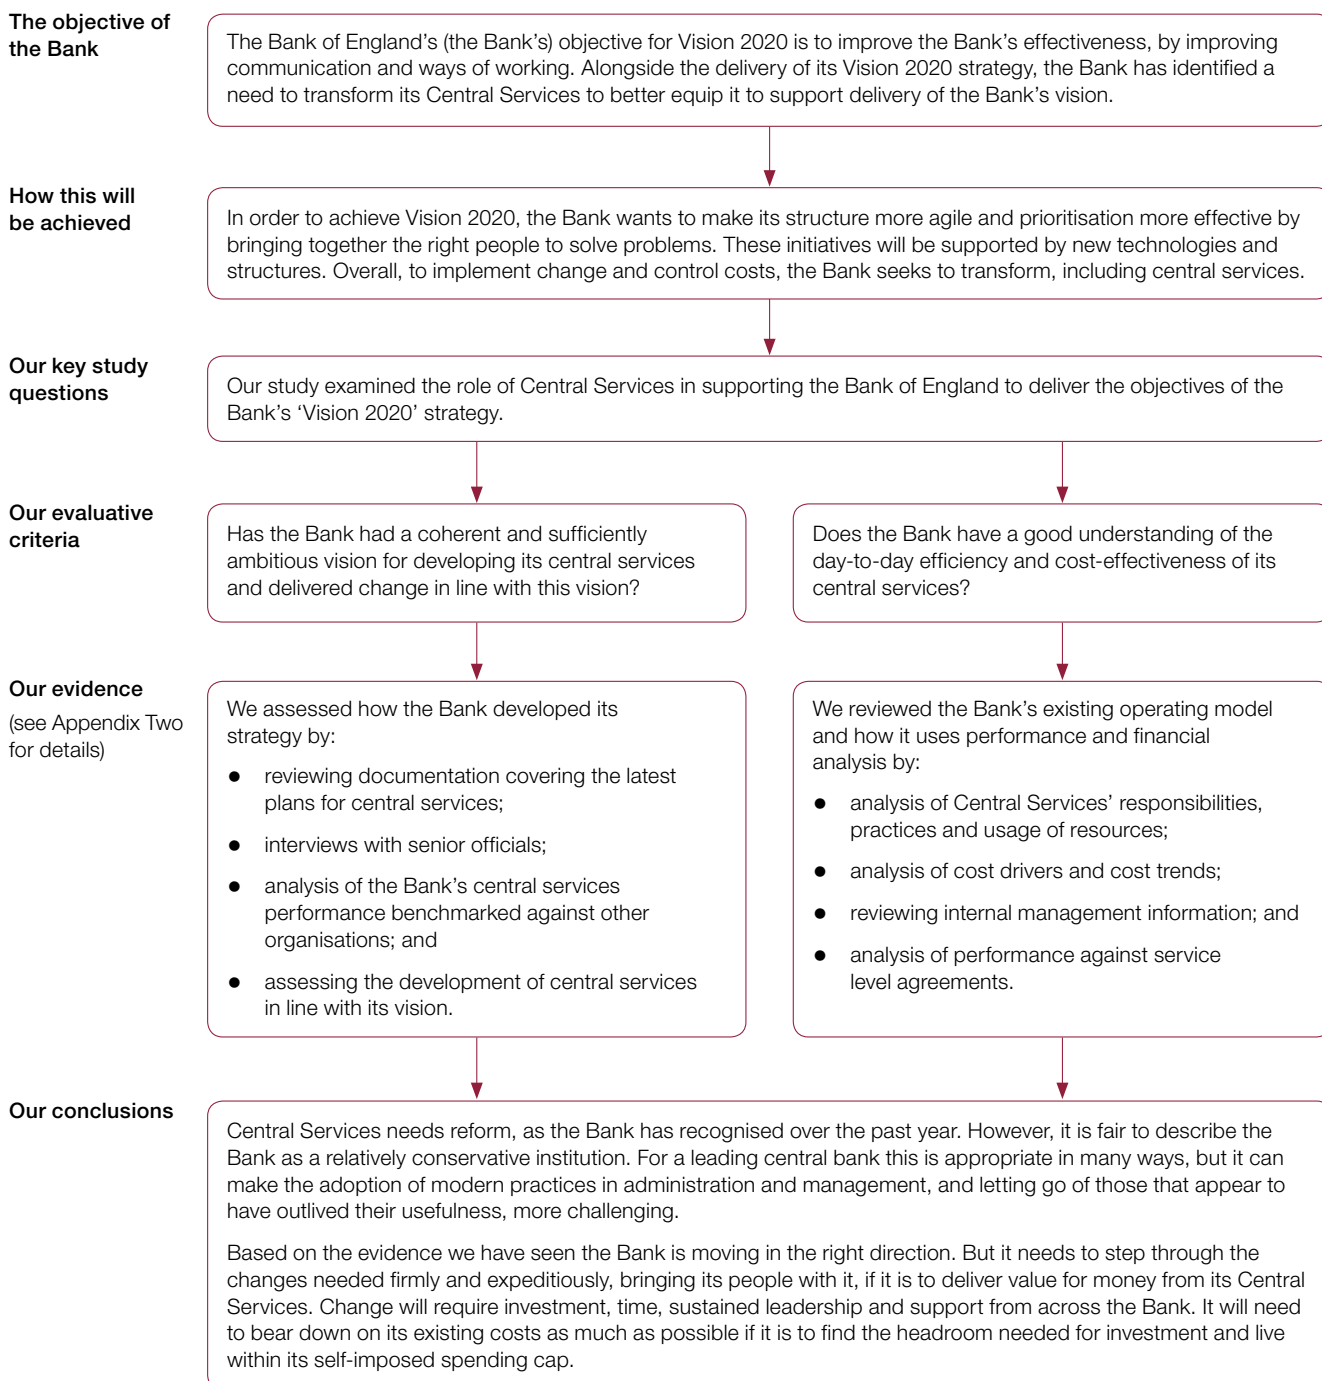 The objective of
the Bank
The Bank of England's (the Bank's) objective for Vision 2020 is to improve the Bank's effectiveness, by improving
communication and ways of working. Alongside the delivery of its Vision 2020 strategy, the Bank has identified a
need to transform its Central Services to better equip it to support delivery of the Bank's vision.
How this will
be achieved
In order to achieve Vision 2020, the Bank wants to make its structure more agile and prioritisation more effective by
bringing together the right people to solve problems. These initiatives will be supported by new technologies and
structures. Overall, to implement change and control costs, the Bank seeks to transform, including central services.
Our key study
questions
Our study examined the role of Central Services in supporting the Bank of England to deliver the objectives of the
Bank's 'Vision 2020' strategy.
Our evaluative
criteria
Has the Bank had a coherent and sufficiently
ambitious vision for developing its central services
and delivered change in line with this vision?
Does the Bank have a good understanding of the
day-to-day efficiency and cost-effectiveness of its
central services?
Our evidence
(see Appendix Two
for details)
We assessed how the Bank developed its
strategy by:
● reviewing documentation covering the latest
plans for central services;
● interviews with senior officials;
● analysis of the Bank's central services
performance benchmarked against other
organisations; and
● assessing the development of central services
in line with its vision.
We reviewed the Bank's existing operating model
and how it uses performance and financial
analysis by:
● analysis of Central Services' responsibilities,
practices and usage of resources;
● analysis of cost drivers and cost trends;
● reviewing internal management information; and
● analysis of performance against service
level agreements.
Our conclusions
Central Services needs reform, as the Bank has recognised over the past year. However, it is fair to describe the
Bank as a relatively conservative institution. For a leading central bank this is appropriate in many ways, but it can
make the adoption of modern practices in administration and management, and letting go of those that appear to
have outlived their usefulness, more challenging.
Based on the evidence we have seen the Bank is moving in the right direction. But it needs to step through the
changes needed firmly and expeditiously, bringing its people with it, if it is to deliver value for money from its Central
Services. Change will require investment, time, sustained leadership and support from across the Bank. It will need
to bear down on its existing costs as much as possible if it is to find the headroom needed for investment and live
within its self-imposed spending cap.